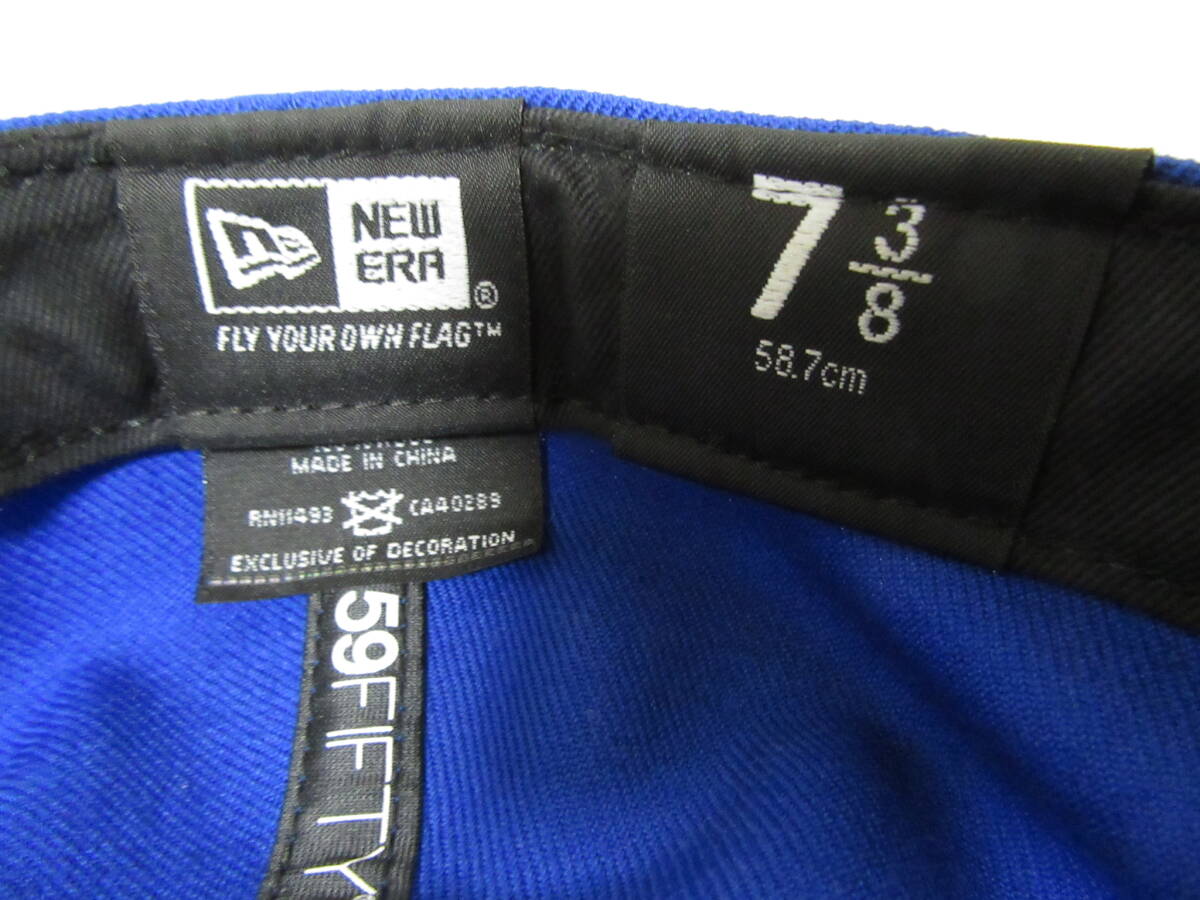 NEW
ERA
®
FLY YOUR OWN FLAG™
7 3/8
58.7cm
MADE IN CHINA
RN11493 CA40289
EXCLUSIVE OF DECORATION
59FIFTY